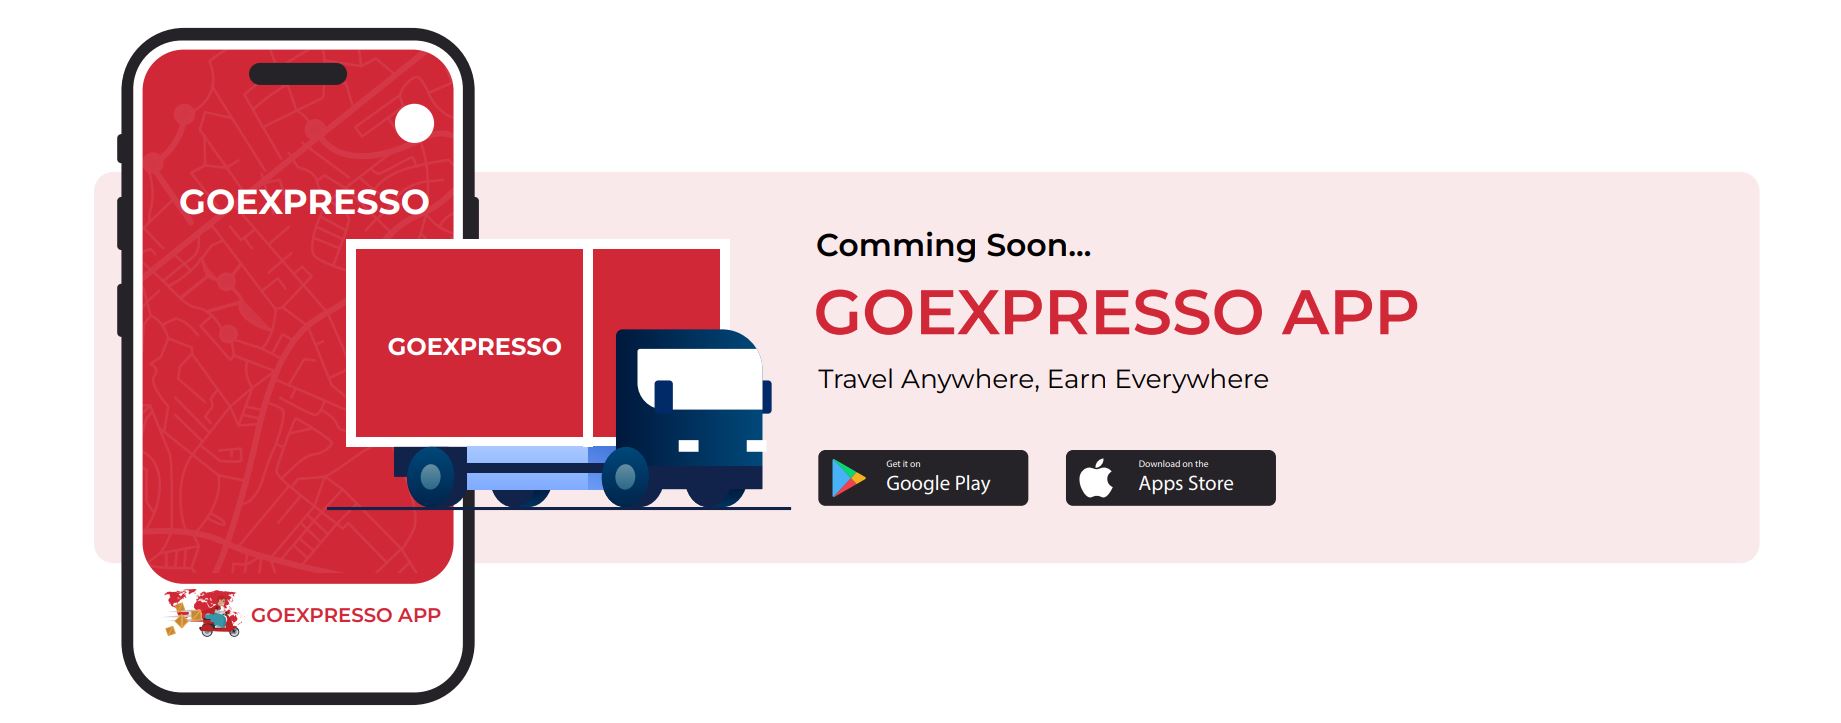 GOEXPRESSO
GOEXPRESSO
GOEXPRESSO APP
Comming Soon...
GOEXPRESSO APP
Travel Anywhere, Earn Everywhere
Get it on
Google Play
Download on the
Apps Store